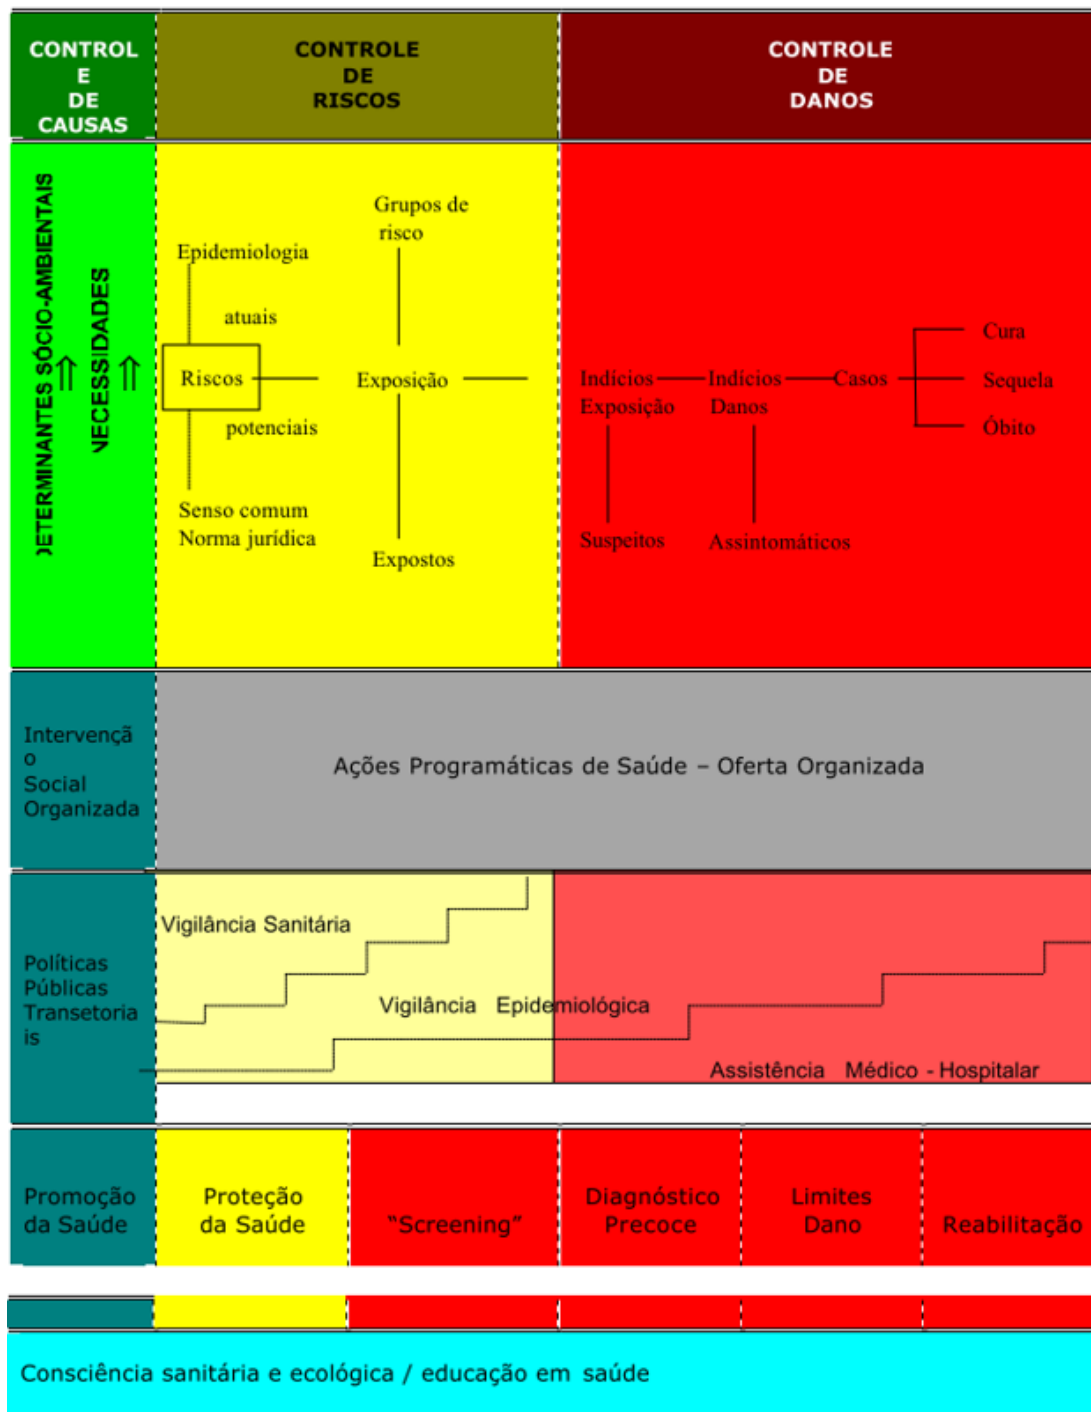 CONTROL
E
DE
CAUSAS
CONTROLE
DE
RISCOS
CONTROLE
DE
DANOS
DETERMINANTES SÓCIO-AMBIENTAIS
NECESSIDADES
Grupos de
risco
Epidemiologia
atuais
Riscos
Exposição
potenciais
Senso comum
Norma jurídica
Expostos
Indícios
Exposição
Indícios
Danos
Casos
Cura
Sequela
Óbito
Suspeitos
Assintomáticos
Intervençã
o
Social
Organizada
Ações Programáticas de Saúde – Oferta Organizada
Políticas
Públicas
Transetoria
is
Vigilância Sanitária
Vigilância Epidemiológica
Assistência Médico - Hospitalar
Promoção
da Saúde
Proteção
da Saúde
“Screening”
Diagnóstico
Precoce
Limites
Dano
Reabilitação
Consciência sanitária e ecológica / educação em saúde